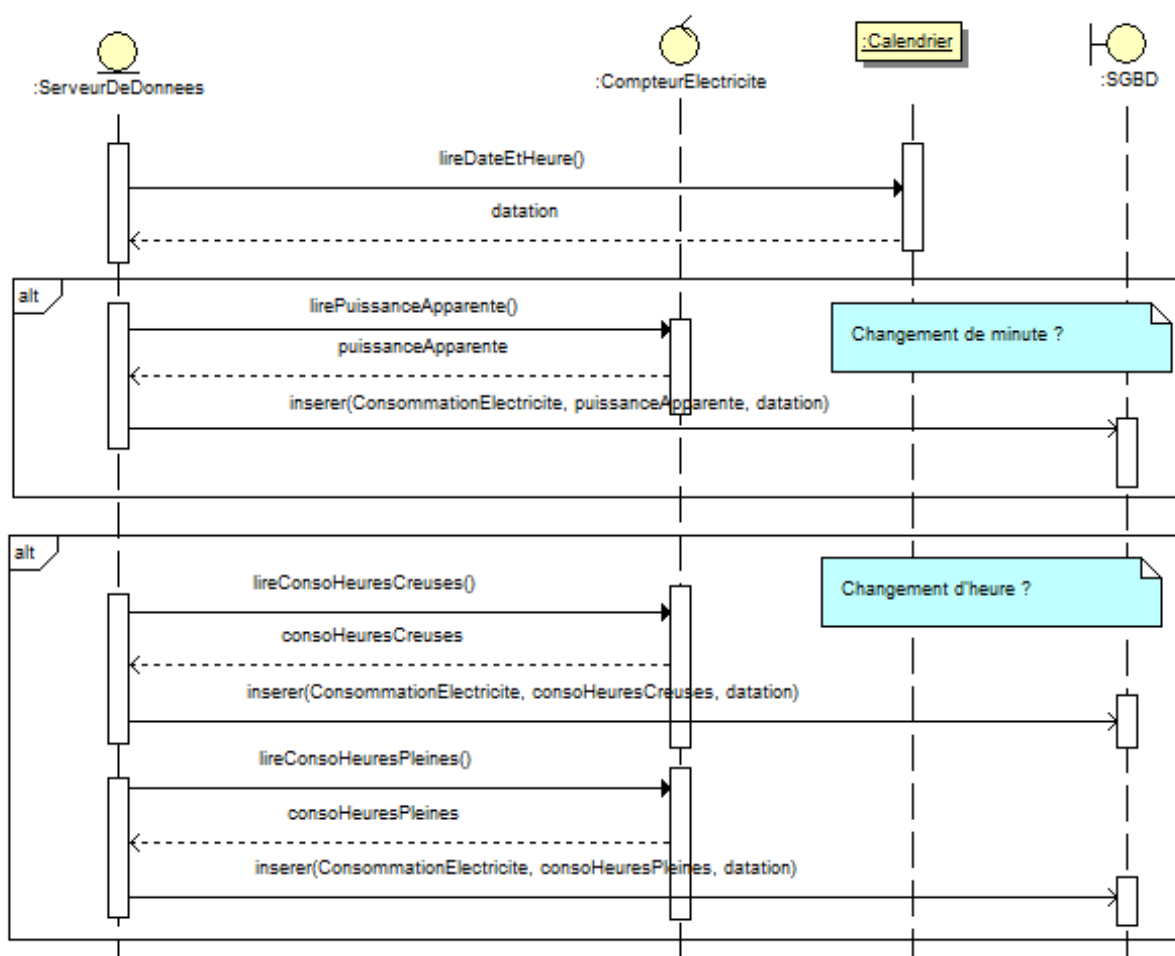 :ServeurDeDonnees
:CompteurElectricite
:Calendrier
:SGBD
lireDateEtHeure()
datation
alt
lirePuissanceApparente()
Changement de minute ?
puissanceApparente
inserer(ConsommationElectricite, puissanceApparente, datation)
alt
lireConsoHeuresCreuses()
Changement d'heure ?
consoHeuresCreuses
inserer(ConsommationElectricite, consoHeuresCreuses, datation)
lireConsoHeuresPleines()
consoHeuresPleines
inserer(ConsommationElectricite, consoHeuresPleines, datation)